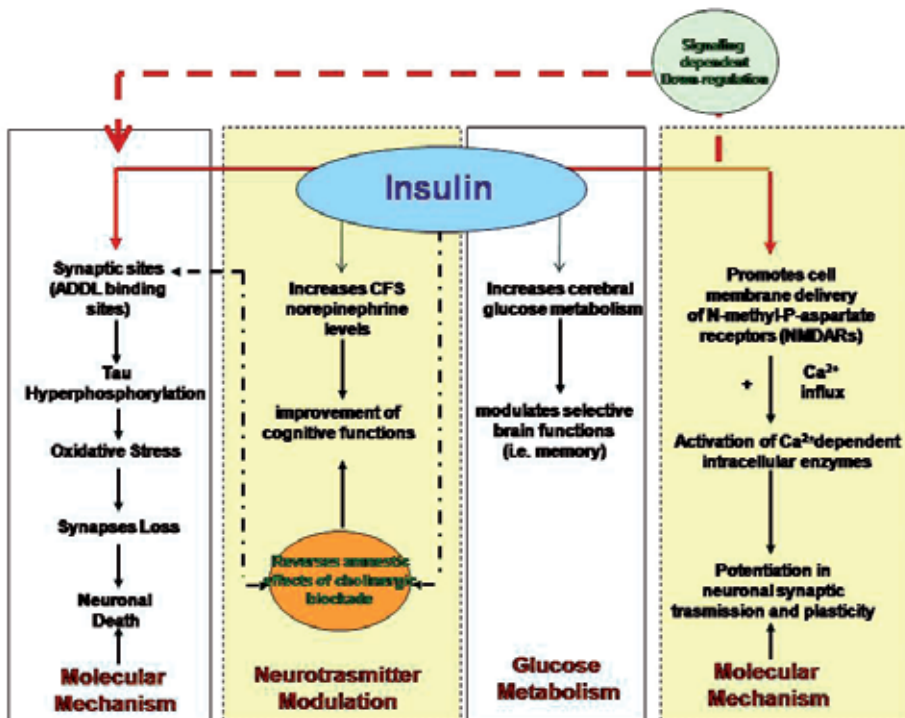 Signaling
dependent
Down-regulation
Insulin
Synaptic sites
(ADDL binding
sites)
Tau
Hyperphosphorylation
Oxidative Stress
Synapses Loss
Neuronal
Death
Molecular
Mechanism
Increases CFS
norepinephrine
levels
improvement of
cognitive functions
Reverses amnestic
effects of cholinergic
blockade
Neurotrasmitter
Modulation
Increases cerebral
glucose metabolism
modulates selective
brain functions
(i.e. memory)
Glucose
Metabolism
Promotes cell
membrane delivery
of N-methyl-P-aspartate
receptors (NMDARs)
+ Ca²⁺
influx
Activation of Ca²⁺dependent
intracellular enzymes
Potentiation in
neuronal synaptic
trasmission and plasticity
Molecular
Mechanism